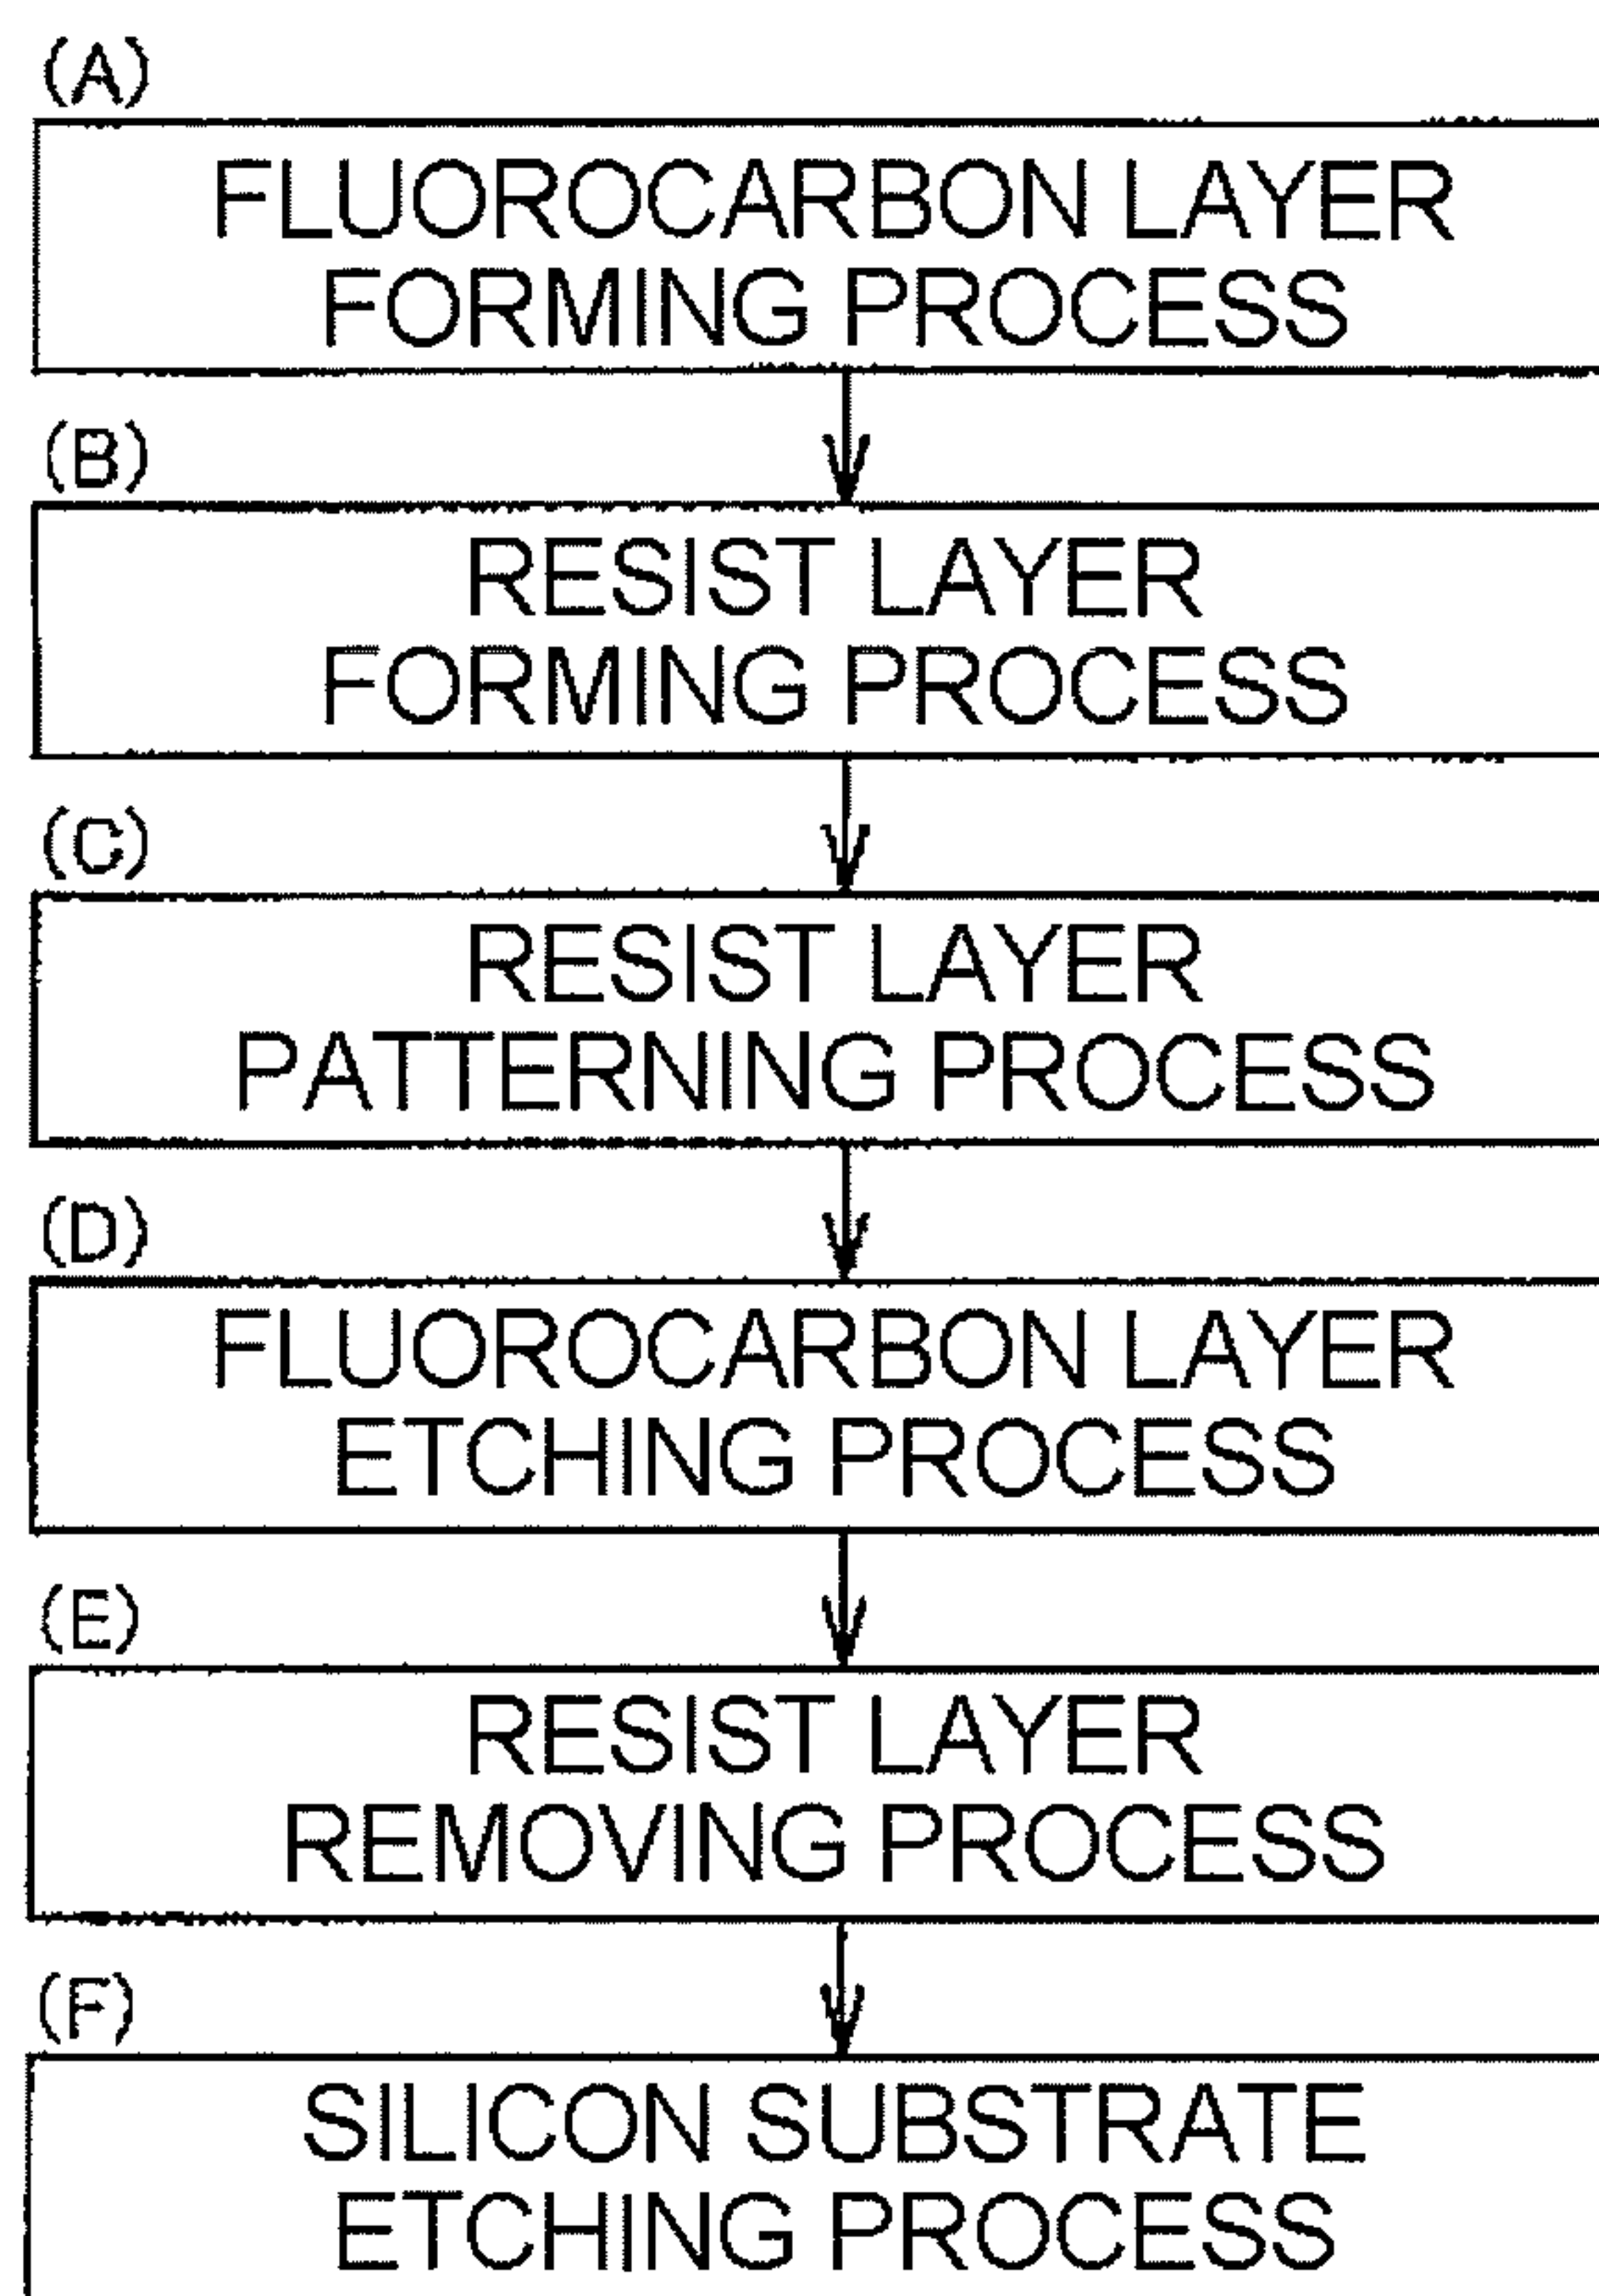 (A)
FLUOROCARBON LAYER
FORMING PROCESS
(B)
RESIST LAYER
FORMING PROCESS
(C)
RESIST LAYER
PATTERNING PROCESS
(D)
FLUOROCARBON LAYER
ETCHING PROCESS
(E)
RESIST LAYER
REMOVING PROCESS
(F)
SILICON SUBSTRATE
ETCHING PROCESS